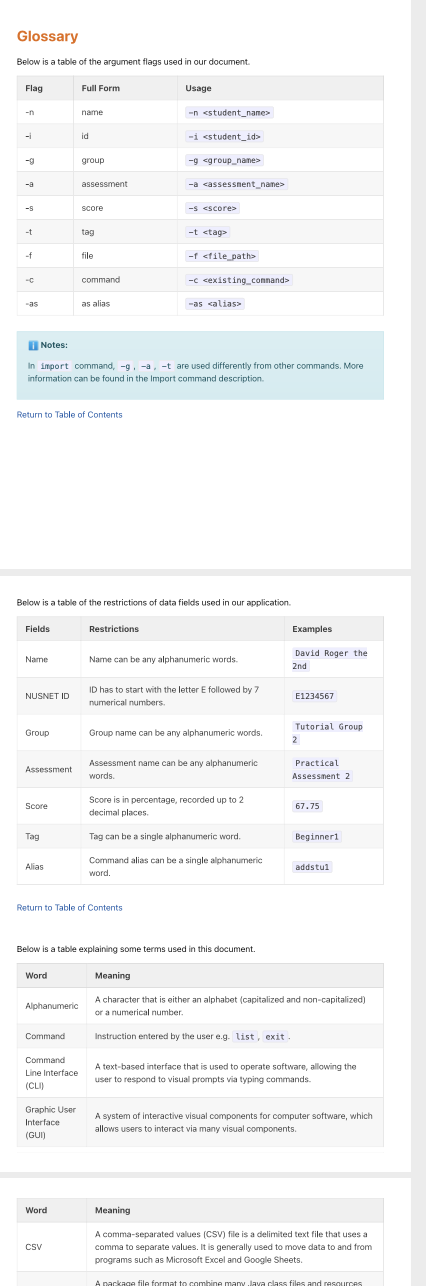 Glossary
Below is a table of the argument flags used in our document.
Flag Full Form Usage
-n name -n <student_name>
-i id -i <student_id>
-g group -g <group_name>
-a assessment -a <assessment_name>
-s score -s <score>
-t tag -t <tag>
-f file -f <file_path>
-c command -c <existing_command>
-as as alias -as <alias>
Notes:
In import command, -g , -a , -t are used differently from other commands. More
information can be found in the Import command description.
Return to Table of Contents
Below is a table of the restrictions of data fields used in our application.
Fields Restrictions Examples
Name Name can be any alphanumeric words. David Roger the
2nd
NUSNET ID ID has to start with the letter E followed by 7
numerical numbers. E1234567
Group Group name can be any alphanumeric words. Tutorial Group
2
Assessment Assessment name can be any alphanumeric
words. Practical
Assessment 2
Score Score is in percentage, recorded up to 2
decimal places. 67.75
Tag Tag can be a single alphanumeric word. Beginner1
Alias Command alias can be a single alphanumeric
word. addstu1
Return to Table of Contents
Below is a table explaining some terms used in this document.
Word Meaning
Alphanumeric A character that is either an alphabet (capitalized and non-capitalized)
or a numerical number.
Command Instruction entered by the user e.g. list , exit .
Command
Line Interface
(CLI)
A text-based interface that is used to operate software, allowing the
user to respond to visual prompts via typing commands.
Graphic User
Interface
(GUI)
A system of interactive visual components for computer software, which
allows users to interact via many visual components.
Word Meaning
CSV
A comma-separated values (CSV) file is a delimited text file that uses a
comma to separate values. It is generally used to move data to and from
programs such as Microsoft Excel and Google Sheets.
A package file format to combine many Java class files and resources